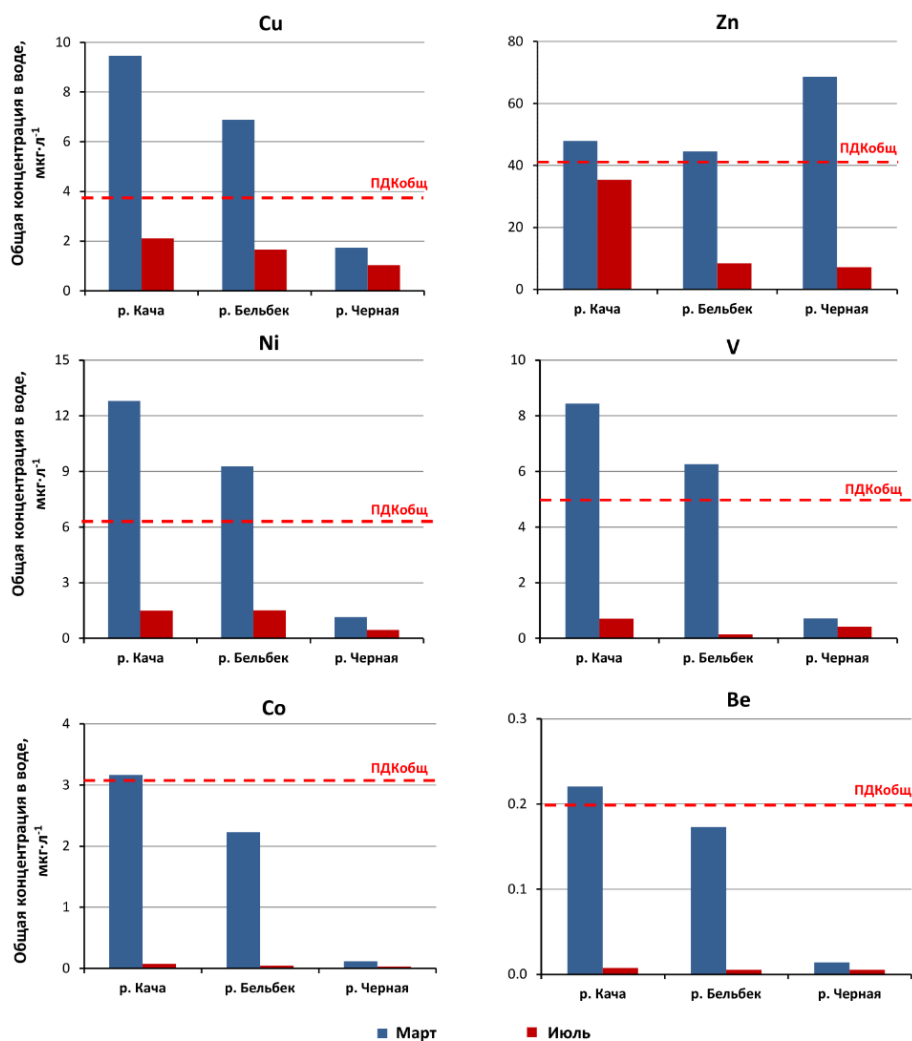 Cu
Общая концентрация в воде,
мкг·л⁻¹
10
8
6
4
2
0
ПДКобщ
р. Кача
р. Бельбек
р. Черная
Zn
80
60
40
20
0
ПДКобщ
р. Кача
р. Бельбек
р. Черная
Ni
Общая концентрация в воде,
мкг·л⁻¹
15
12
9
6
3
0
ПДКобщ
р. Кача
р. Бельбек
р. Черная
V
10
8
6
4
2
0
ПДКобщ
р. Кача
р. Бельбек
р. Черная
Co
Общая концентрация в воде,
мкг·л⁻¹
4
3
2
1
0
ПДКобщ
р. Кача
р. Бельбек
р. Черная
Be
0.3
0.2
0.1
0.0
ПДКобщ
р. Кача
р. Бельбек
р. Черная
Март
Июль